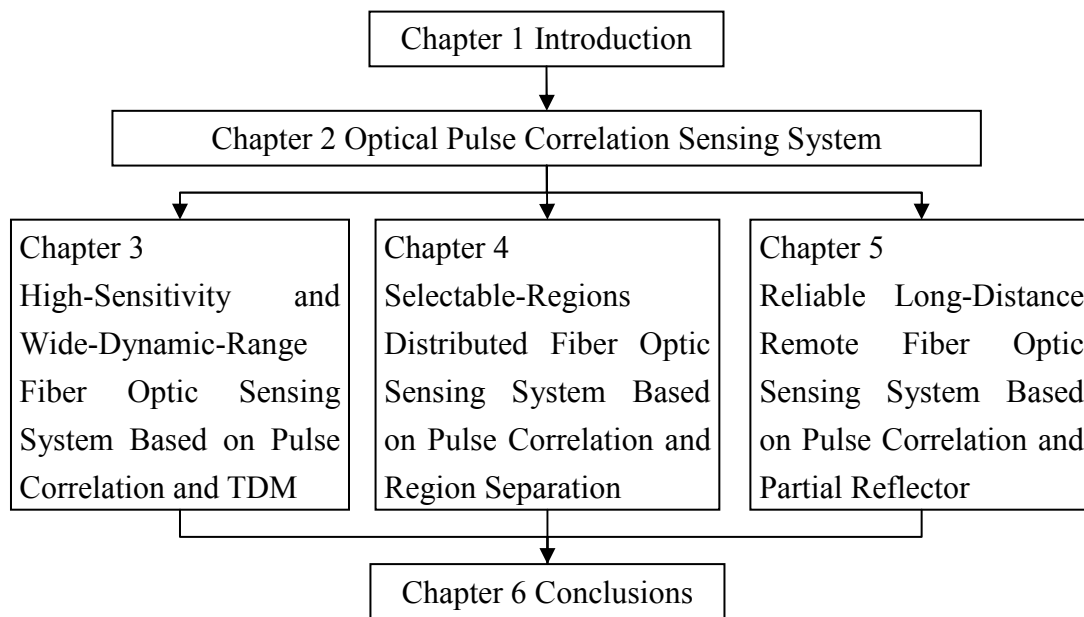 Chapter 1 Introduction
Chapter 2 Optical Pulse Correlation Sensing System
Chapter 3
High-Sensitivity and
Wide-Dynamic-Range
Fiber Optic Sensing
System Based on Pulse
Correlation and TDM
Chapter 4
Selectable-Regions
Distributed Fiber Optic
Sensing System Based
on Pulse Correlation and
Region Separation
Chapter 5
Reliable Long-Distance
Remote Fiber Optic
Sensing System Based
on Pulse Correlation and
Partial Reflector
Chapter 6 Conclusions